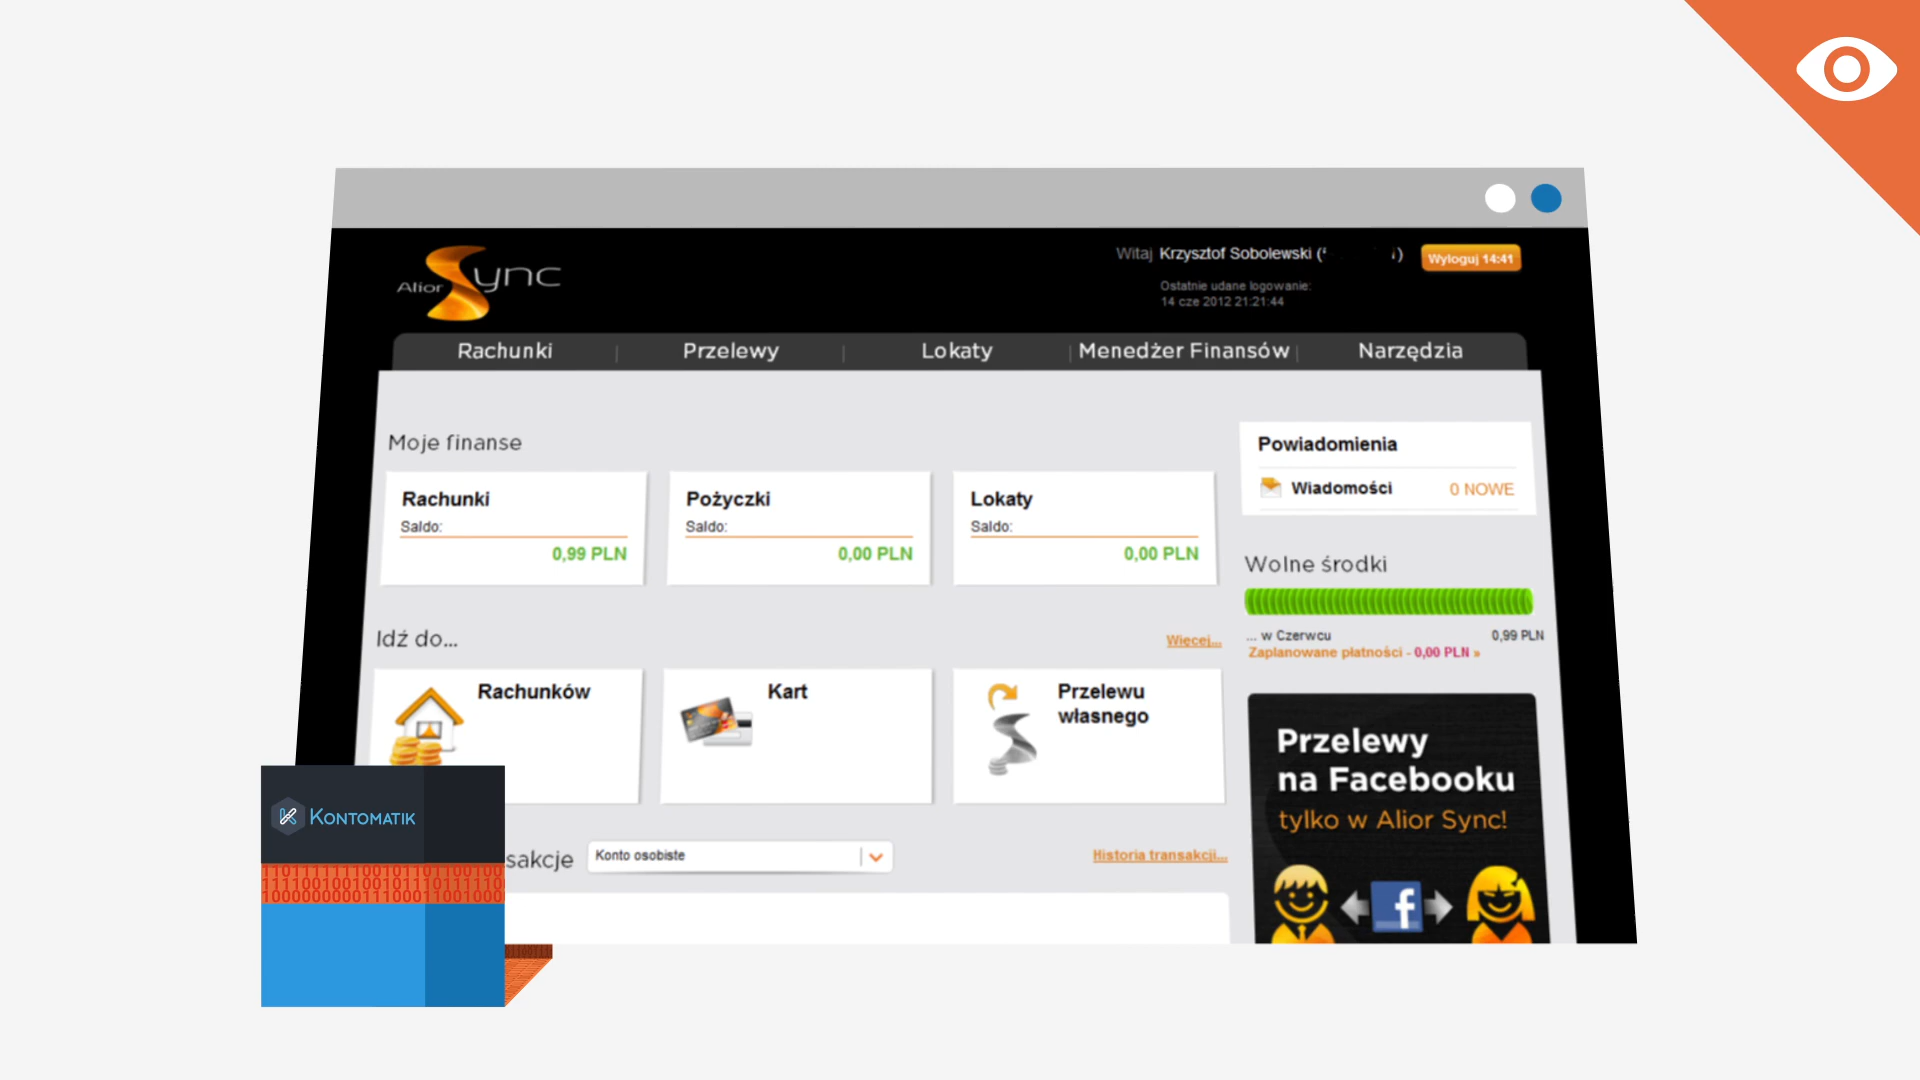 Alior Sync
Witaj Krzysztof Sobolewski (
)
Wyloguj 14:41
Ostatnie udane logowanie:
14 cze 2012 21:21:44
Rachunki
Przelewy
Lokaty
Menedżer Finansów
Narzędzia
Moje finanse
Rachunki
Saldo:
0,99 PLN
Pożyczki
Saldo:
0,00 PLN
Lokaty
Saldo:
0,00 PLN
Powiadomienia
Wiadomości 0 NOWE
Wolne środki
... w Czerwcu 0,99 PLN
Zaplanowane płatności - 0,00 PLN »
Idź do...
Więcej...
Rachunków
Kart
Przelewu
własnego
Przelewy
na Facebooku
tylko w Alior Sync!
f
sakcje
Konto osobiste
Historia transakcji...
KONTOMATIK